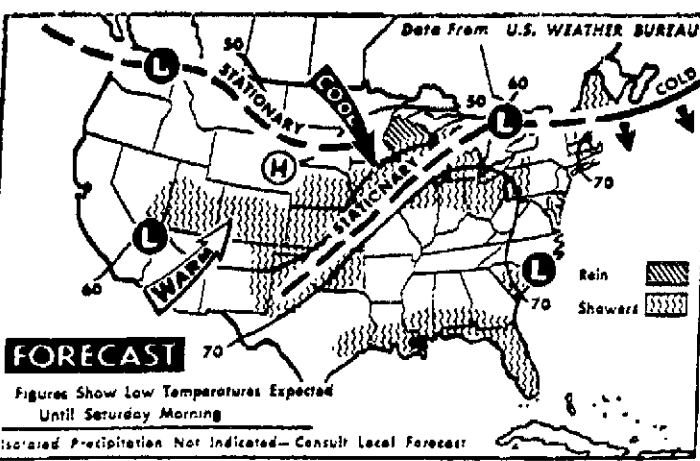 Data From U.S. WEATHER BUREAU
50
60
L
STATIONARY
COOL
50
L
COLD
H
STATIONARY
70
L
WARM
60
L
70
Rain
Showers
70
FORECAST
Figures Show Low Temperatures Expected
Until Saturday Morning
Isolated Precipitation Not Indicated—Consult Local Forecast